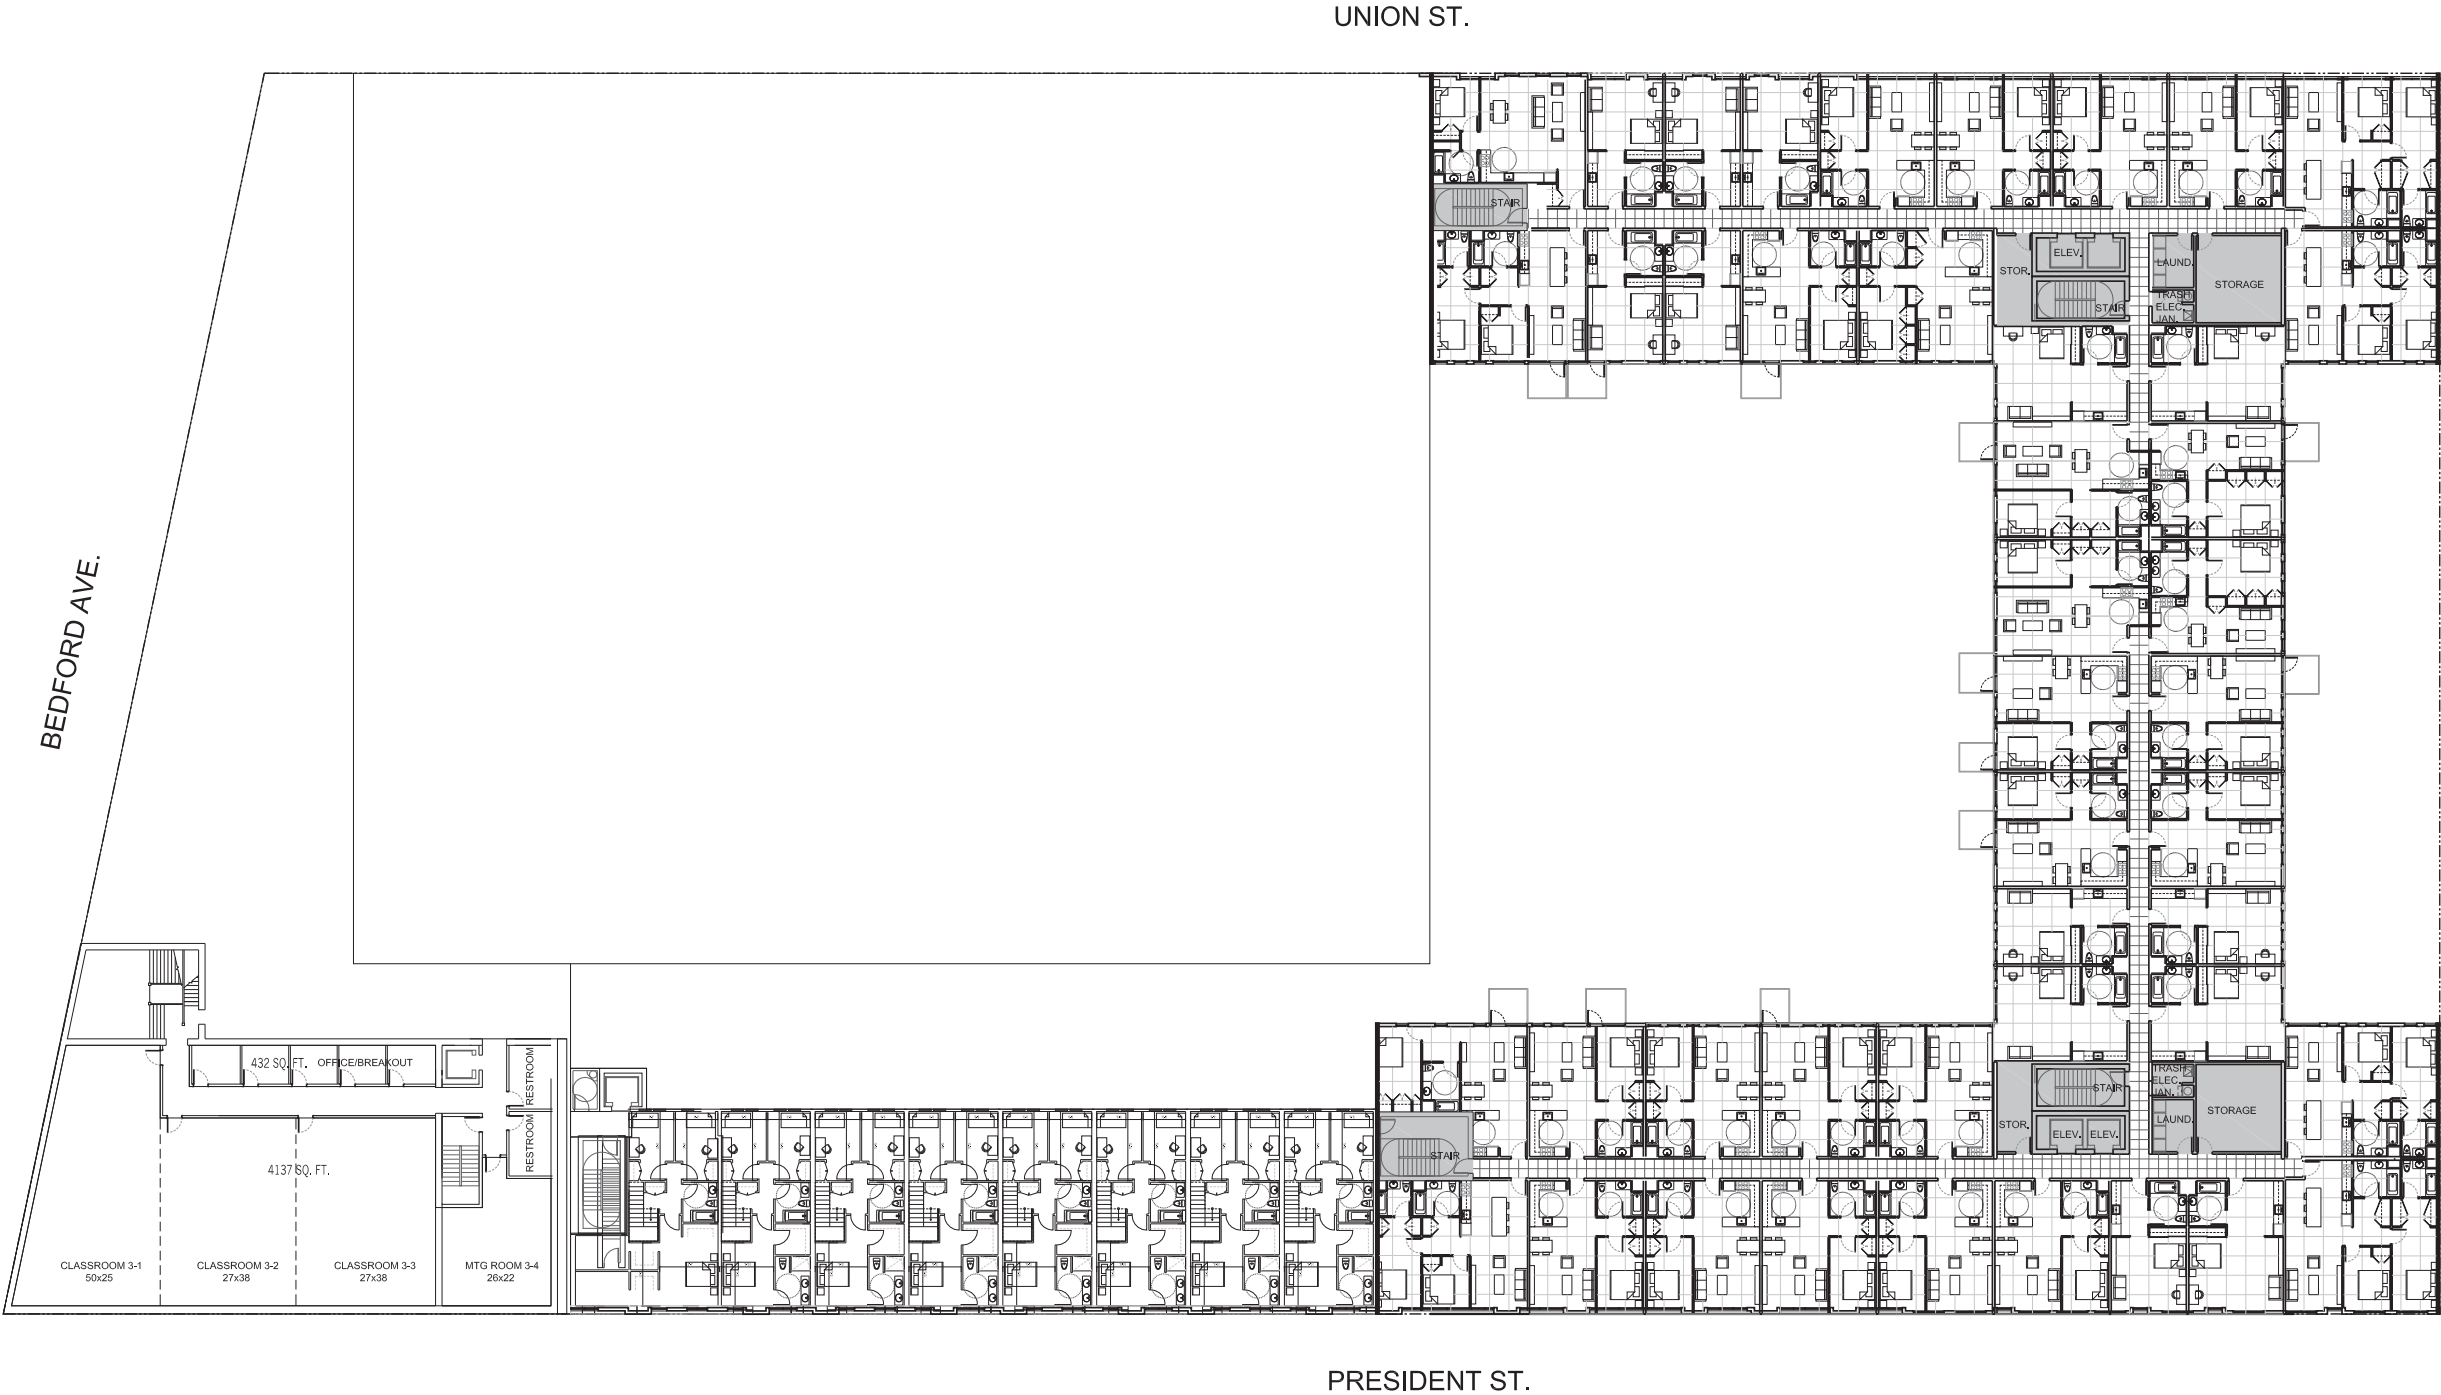 UNION ST.
STAIR
ELEV.
STOR.
LAUND.
STORAGE
STAIR
TRASH
ELEC.
JAN.
BEDFORD AVE.
432 SQ. FT. OFFICE/BREAKOUT
RESTROOM
RESTROOM
4137 SQ. FT.
CLASSROOM 3-1
50x25
CLASSROOM 3-2
27x38
CLASSROOM 3-3
27x38
MTG ROOM 3-4
26x22
STAIR
STAIR
TRASH
ELEC.
JAN.
STOR.
ELEV.
ELEV.
LAUND.
STORAGE
PRESIDENT ST.